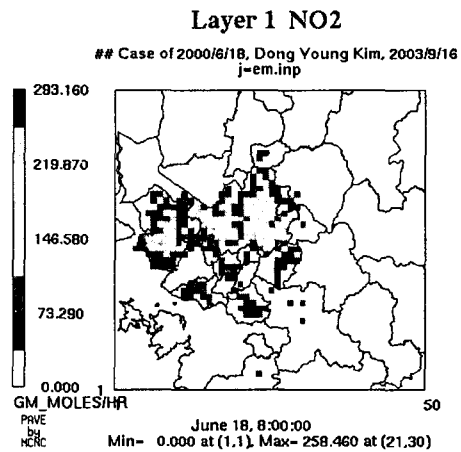 Layer 1 NO2
## Case of 2000/6/18, Dong Young Kim, 2003/9/16
j=em.inp
293.160
219.870
146.580
73.290
0.000
1
GM_MOLES/HR
1
50
PAVE
by
MCNC
June 18, 8:00:00
Min= 0.000 at (1,1), Max= 258.460 at (21,30)